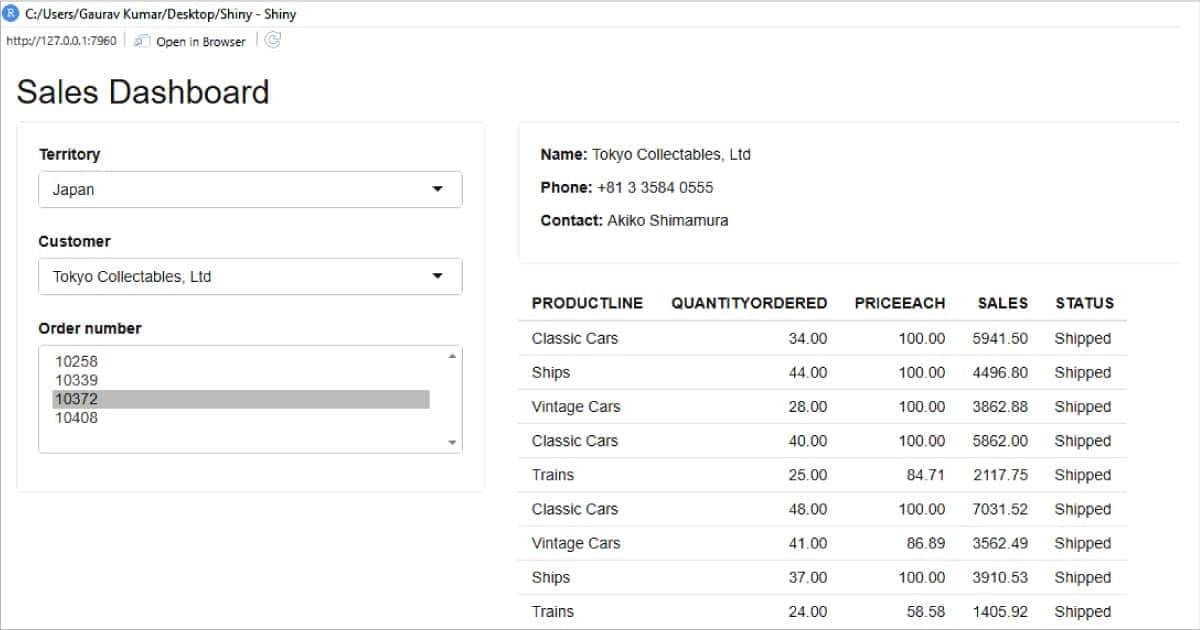 R C:/Users/Gaurav Kumar/Desktop/Shiny - Shiny
http://127.0.0.1:7960 Open in Browser
Sales Dashboard
Territory
Japan
Customer
Tokyo Collectables, Ltd
Order number
10258
10339
10372
10408
Name: Tokyo Collectables, Ltd
Phone: +81 3 3584 0555
Contact: Akiko Shimamura
PRODUCTLINE QUANTITYORDERED PRICEEACH SALES STATUS
Classic Cars 34.00 100.00 5941.50 Shipped
Ships 44.00 100.00 4496.80 Shipped
Vintage Cars 28.00 100.00 3862.88 Shipped
Classic Cars 40.00 100.00 5862.00 Shipped
Trains 25.00 84.71 2117.75 Shipped
Classic Cars 48.00 100.00 7031.52 Shipped
Vintage Cars 41.00 86.89 3562.49 Shipped
Ships 37.00 100.00 3910.53 Shipped
Trains 24.00 58.58 1405.92 Shipped